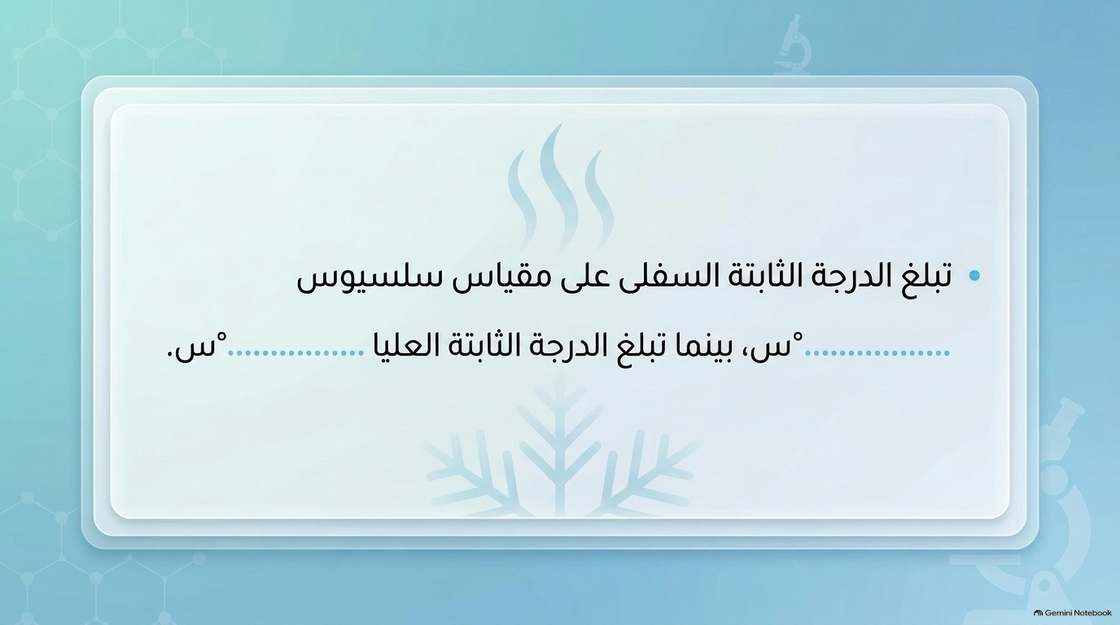 • تبلغ الدرجة الثابتة السفلى على مقياس سلسيوس
.................°س، بينما تبلغ الدرجة الثابتة العليا ................°س.
Gemini Notebook